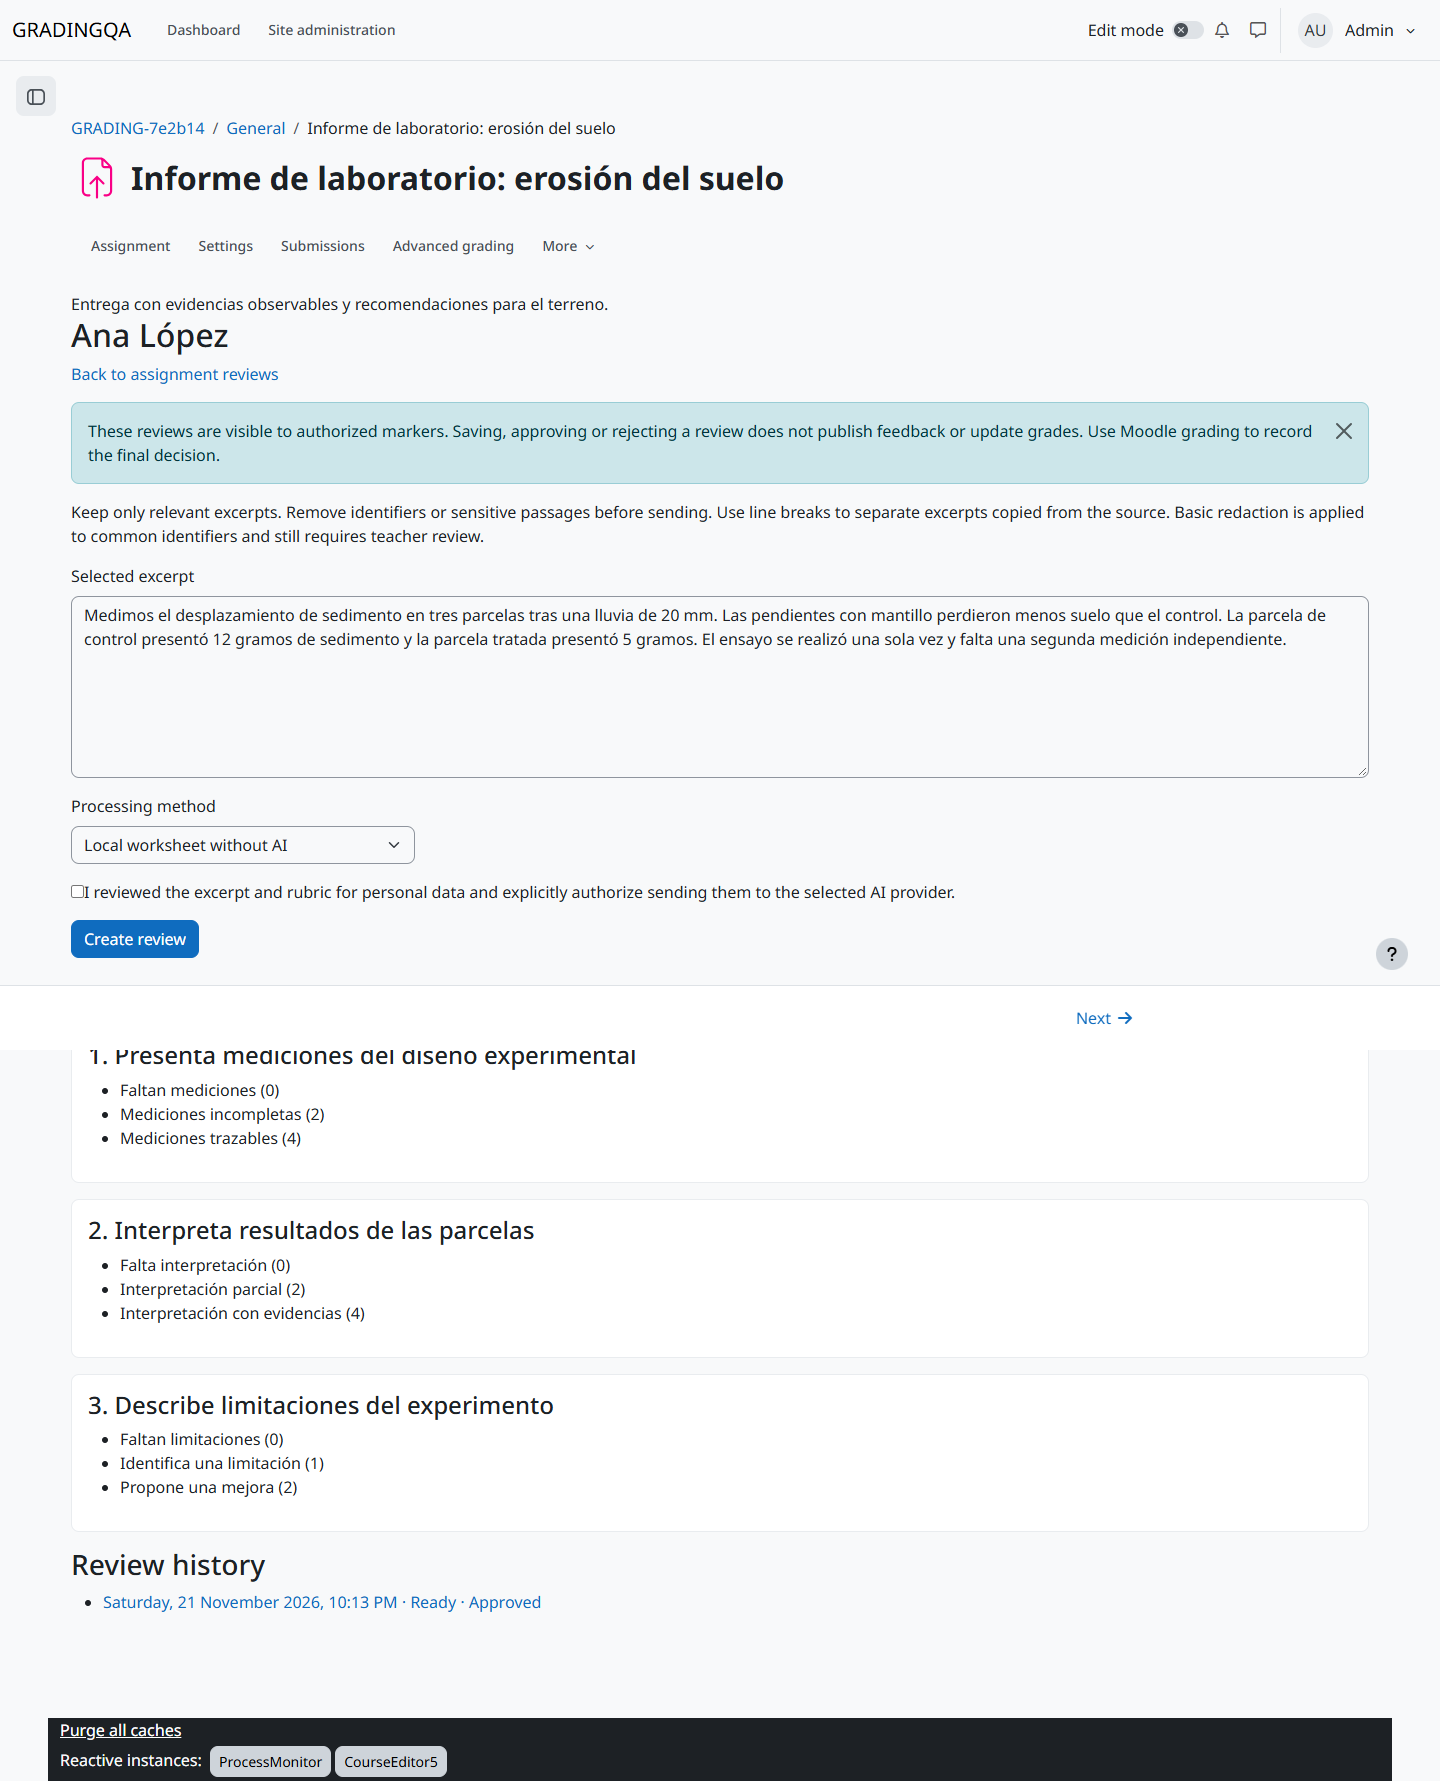 GRADINGQA
Dashboard
Site administration
Edit mode
AU
Admin
GRADING-7e2b14 / General / Informe de laboratorio: erosión del suelo
Informe de laboratorio: erosión del suelo
Assignment
Settings
Submissions
Advanced grading
More
Entrega con evidencias observables y recomendaciones para el terreno.
Ana López
Back to assignment reviews
These reviews are visible to authorized markers. Saving, approving or rejecting a review does not publish feedback or update grades. Use Moodle grading to record
the final decision.
Keep only relevant excerpts. Remove identifiers or sensitive passages before sending. Use line breaks to separate excerpts copied from the source. Basic redaction is applied
to common identifiers and still requires teacher review.
Selected excerpt
Medimos el desplazamiento de sedimento en tres parcelas tras una lluvia de 20 mm. Las pendientes con mantillo perdieron menos suelo que el control. La parcela de
control presentó 12 gramos de sedimento y la parcela tratada presentó 5 gramos. El ensayo se realizó una sola vez y falta una segunda medición independiente.
Processing method
Local worksheet without AI
I reviewed the excerpt and rubric for personal data and explicitly authorize sending them to the selected AI provider.
Create review
?
Next
1. Presenta mediciones del diseño experimental
• Faltan mediciones (0)
• Mediciones incompletas (2)
• Mediciones trazables (4)
2. Interpreta resultados de las parcelas
• Falta interpretación (0)
• Interpretación parcial (2)
• Interpretación con evidencias (4)
3. Describe limitaciones del experimento
• Faltan limitaciones (0)
• Identifica una limitación (1)
• Propone una mejora (2)
Review history
• Saturday, 21 November 2026, 10:13 PM · Ready · Approved
Purge all caches
Reactive instances: ProcessMonitor CourseEditor5